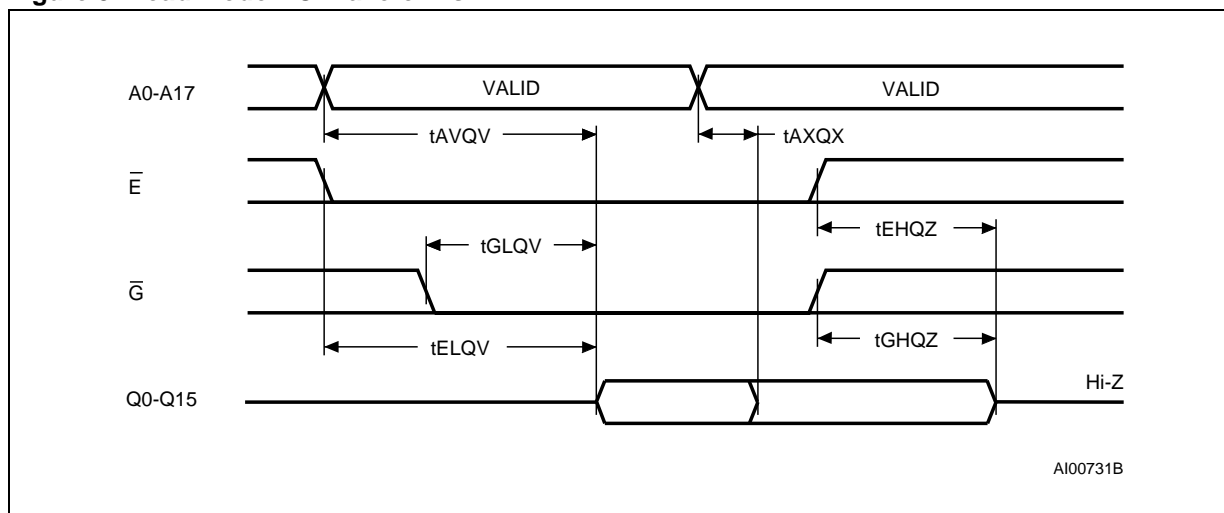 A0-A17
VALID
VALID
tAVQV
tAXQX
E̅
tEHQZ
tGLQV
G̅
tELQV
tGHQZ
Q0-Q15
Hi-Z
AI00731B